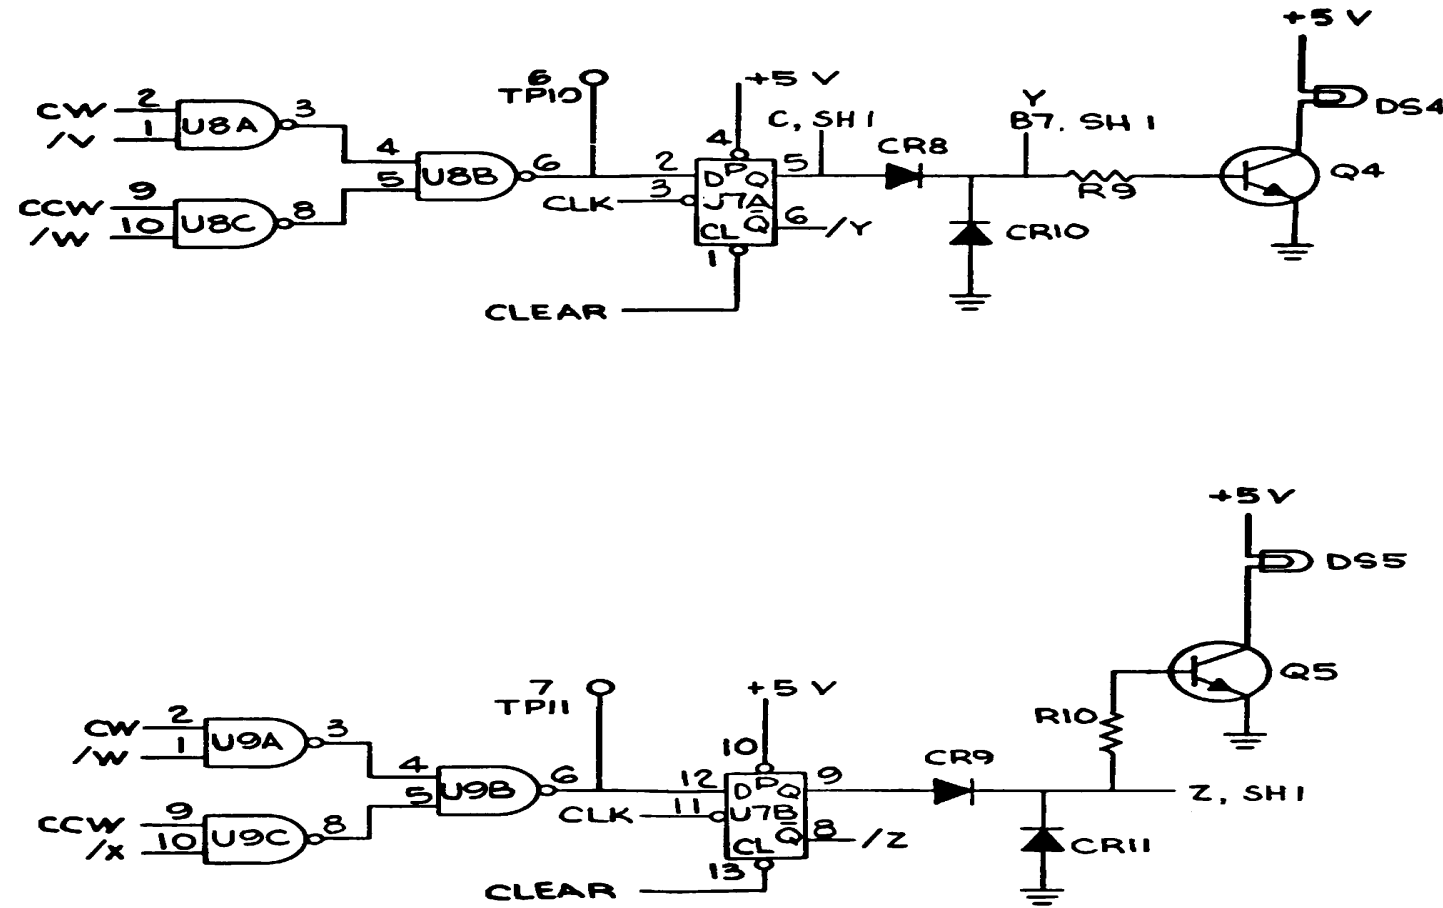 +5 V
DS4
6
TP10
+5 V
C, SH 1
Y
B7. SH 1
CW 2
/V 1
U8A 3
4
5
U8B 6
CCW 9
/W 10
U8C 8
2
CLK 3
4
D P Q
U7A
CL Q̅
5
6 /Y
1
CLEAR
CR8
CR10
R9
Q4
+5 V
DS5
Q5
R10
7
TP11
+5 V
CW 2
/W 1
U9A 3
4
5
U9B 6
CCW 9
/X 10
U9C 8
12
CLK 11
10
D P Q
U7B
CL Q̅
9
8 /Z
13
CLEAR
CR9
CR11
Z, SH1